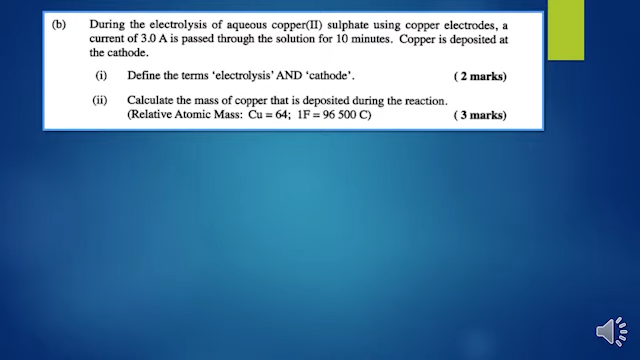 (b) During the electrolysis of aqueous copper(II) sulphate using copper electrodes, a
current of 3.0 A is passed through the solution for 10 minutes. Copper is deposited at
the cathode.
(i) Define the terms ‘electrolysis’ AND ‘cathode’. ( 2 marks)
(ii) Calculate the mass of copper that is deposited during the reaction.
(Relative Atomic Mass: Cu = 64; 1F = 96 500 C) ( 3 marks)